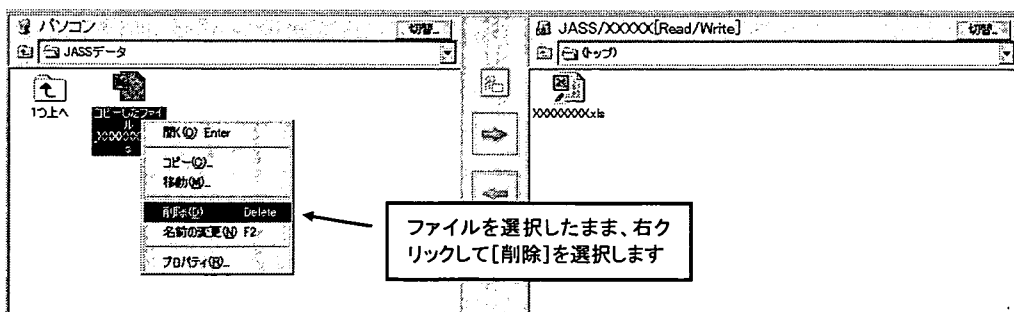 パソコン
切替...
JASS/XXXXX[Read/Write]
切替...
JASSデータ
(トップ)
1つ上へ
コピーしたファイ
ル
XXXXXXXX.xls
開く(O) Enter
コピー(C)...
移動(M)...
削除(D) Delete
名前の変更(N) F2
プロパティ(R)...
ファイルを選択したまま、右ク
リックして[削除]を選択します